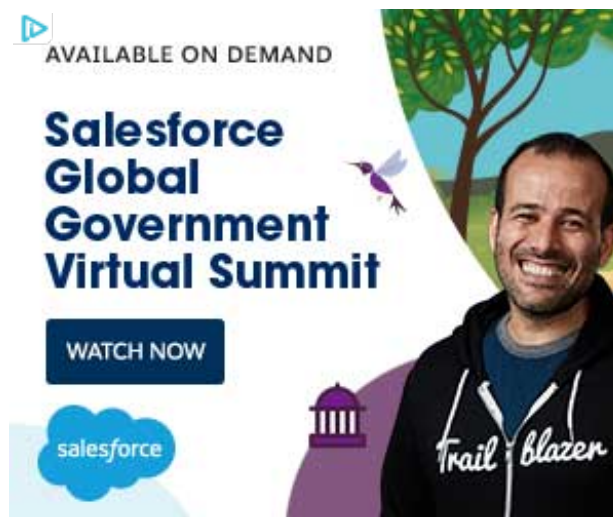 AVAILABLE ON DEMAND
Salesforce
Global
Government
Virtual Summit
WATCH NOW
salesforce
Trail blazer